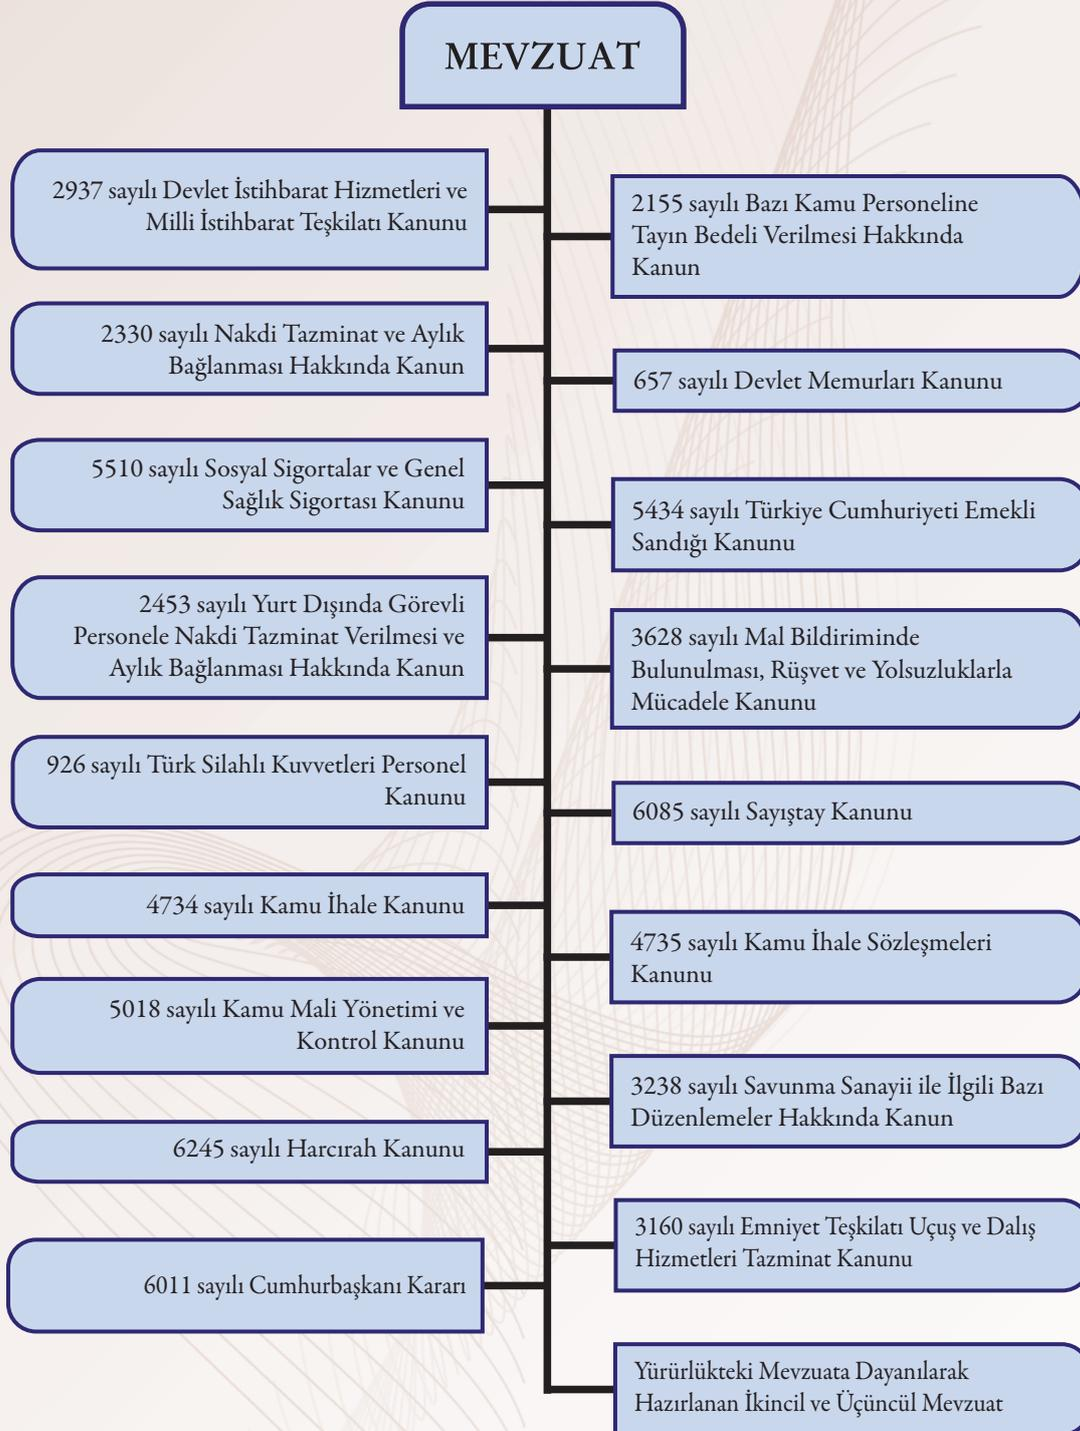 MEVZUAT
2937 sayılı Devlet İstihbarat Hizmetleri ve
Milli İstihbarat Teşkilatı Kanunu
2155 sayılı Bazı Kamu Personeline
Tayın Bedeli Verilmesi Hakkında
Kanun
2330 sayılı Nakdi Tazminat ve Aylık
Bağlanması Hakkında Kanun
657 sayılı Devlet Memurları Kanunu
5510 sayılı Sosyal Sigortalar ve Genel
Sağlık Sigortası Kanunu
5434 sayılı Türkiye Cumhuriyeti Emekli
Sandığı Kanunu
2453 sayılı Yurt Dışında Görevli
Personele Nakdi Tazminat Verilmesi ve
Aylık Bağlanması Hakkında Kanun
3628 sayılı Mal Bildiriminde
Bulunulması, Rüşvet ve Yolsuzluklarla
Mücadele Kanunu
926 sayılı Türk Silahlı Kuvvetleri Personel
Kanunu
6085 sayılı Sayıştay Kanunu
4734 sayılı Kamu İhale Kanunu
4735 sayılı Kamu İhale Sözleşmeleri
Kanunu
5018 sayılı Kamu Mali Yönetimi ve
Kontrol Kanunu
3238 sayılı Savunma Sanayii ile İlgili Bazı
Düzenlemeler Hakkında Kanun
6245 sayılı Harcırah Kanunu
3160 sayılı Emniyet Teşkilatı Uçuş ve Dalış
Hizmetleri Tazminat Kanunu
6011 sayılı Cumhurbaşkanı Kararı
Yürürlükteki Mevzuata Dayanılarak
Hazırlanan İkincil ve Üçüncül Mevzuat